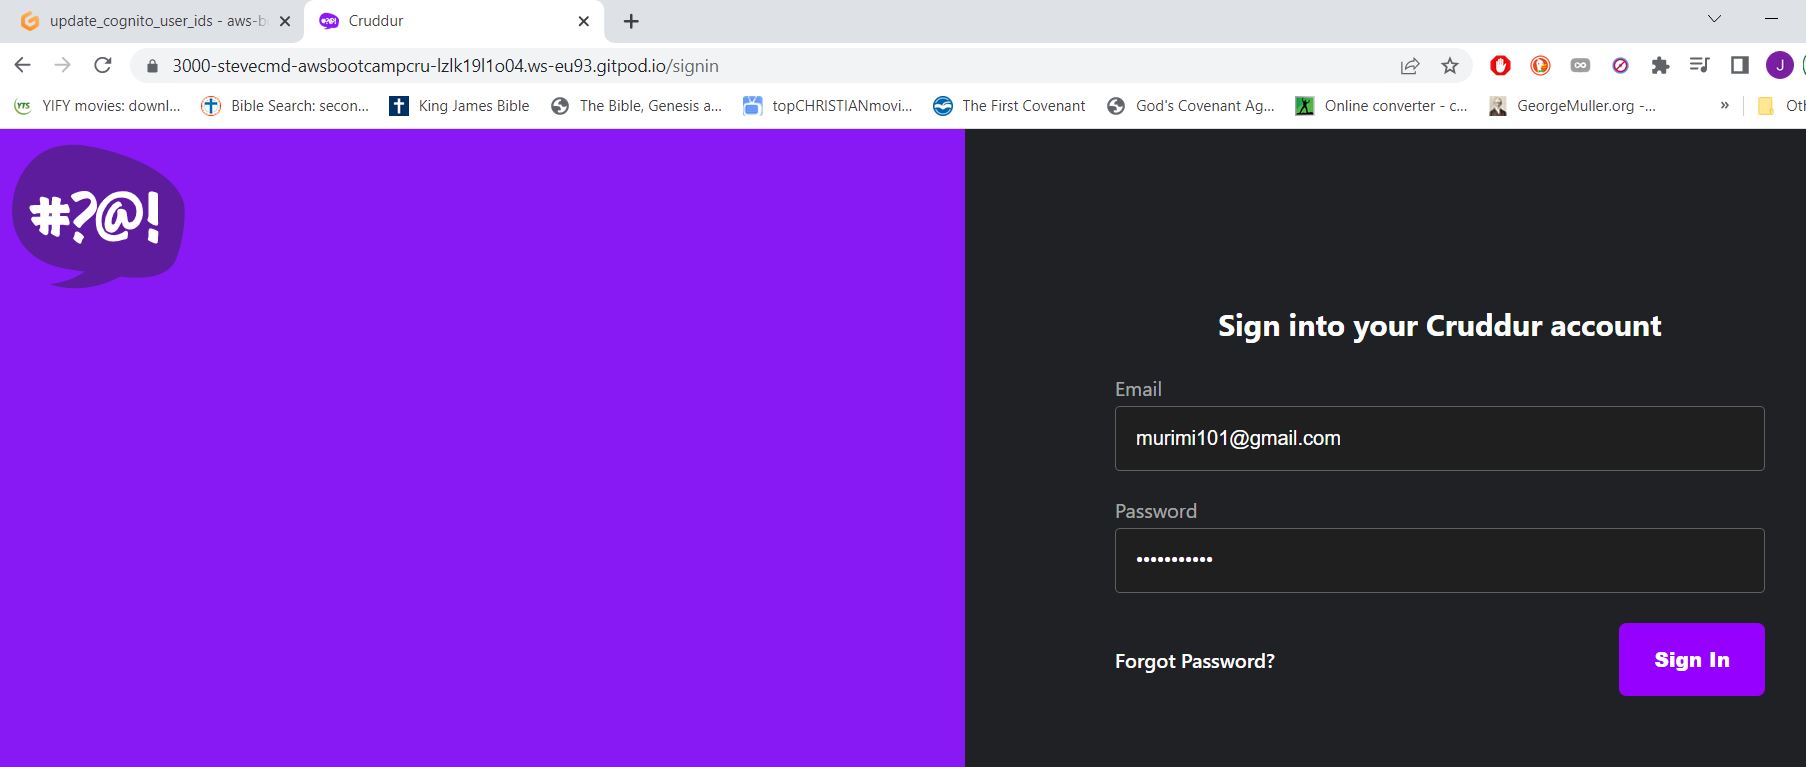 update_cognito_user_ids - aws-b
Cruddur
3000-stevecmd-awsbootcampcru-lzlk19l1o04.ws-eu93.gitpod.io/signin
J
YTS YIFY movies: downl...
Bible Search: secon...
King James Bible
The Bible, Genesis a...
topCHRISTIANmovi...
The First Covenant
God's Covenant Ag...
Online converter - c...
GeorgeMuller.org -...
»
Oth
#?@!
Sign into your Cruddur account
Email
murimi101@gmail.com
Password
•••••••••••
Forgot Password?
Sign In